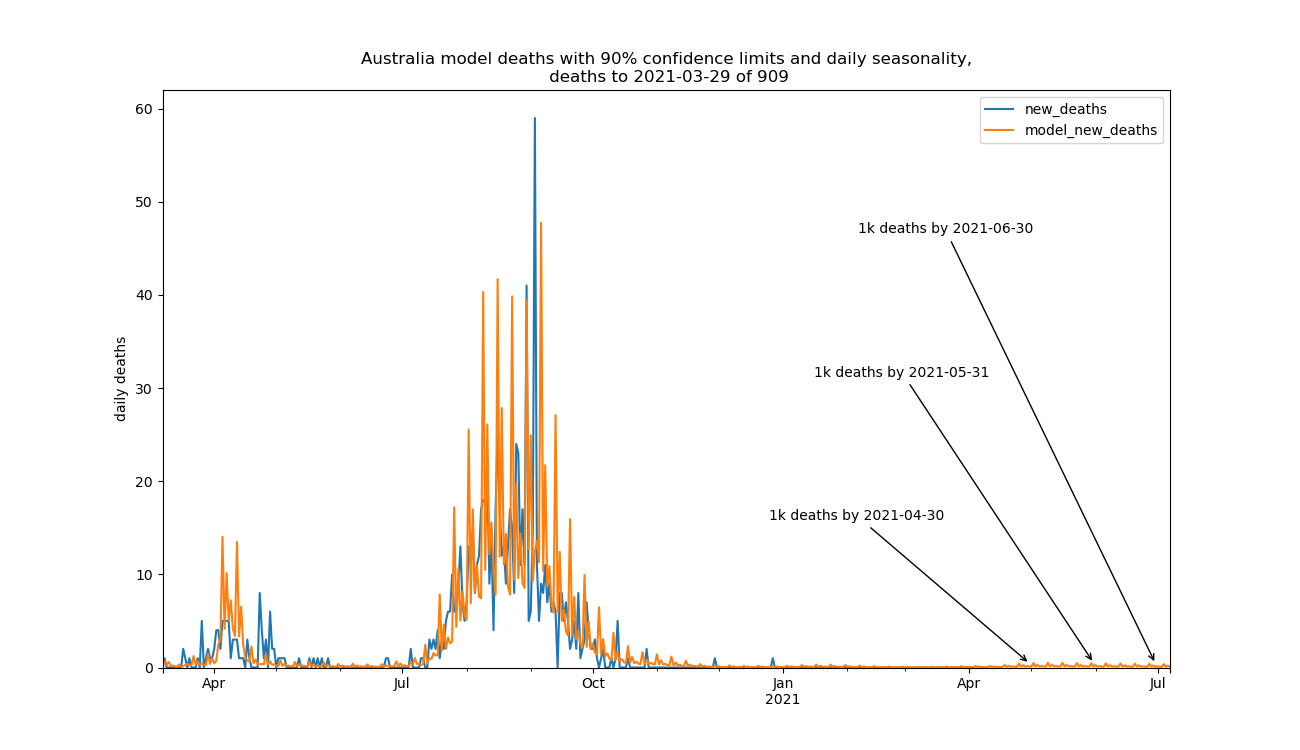 Australia model deaths with 90% confidence limits and daily seasonality,
deaths to 2021-03-29 of 909
new_deaths
model_new_deaths
daily deaths
60
50
40
30
20
10
0
1k deaths by 2021-06-30
1k deaths by 2021-05-31
1k deaths by 2021-04-30
Apr
Jul
Oct
Jan
2021
Apr
Jul